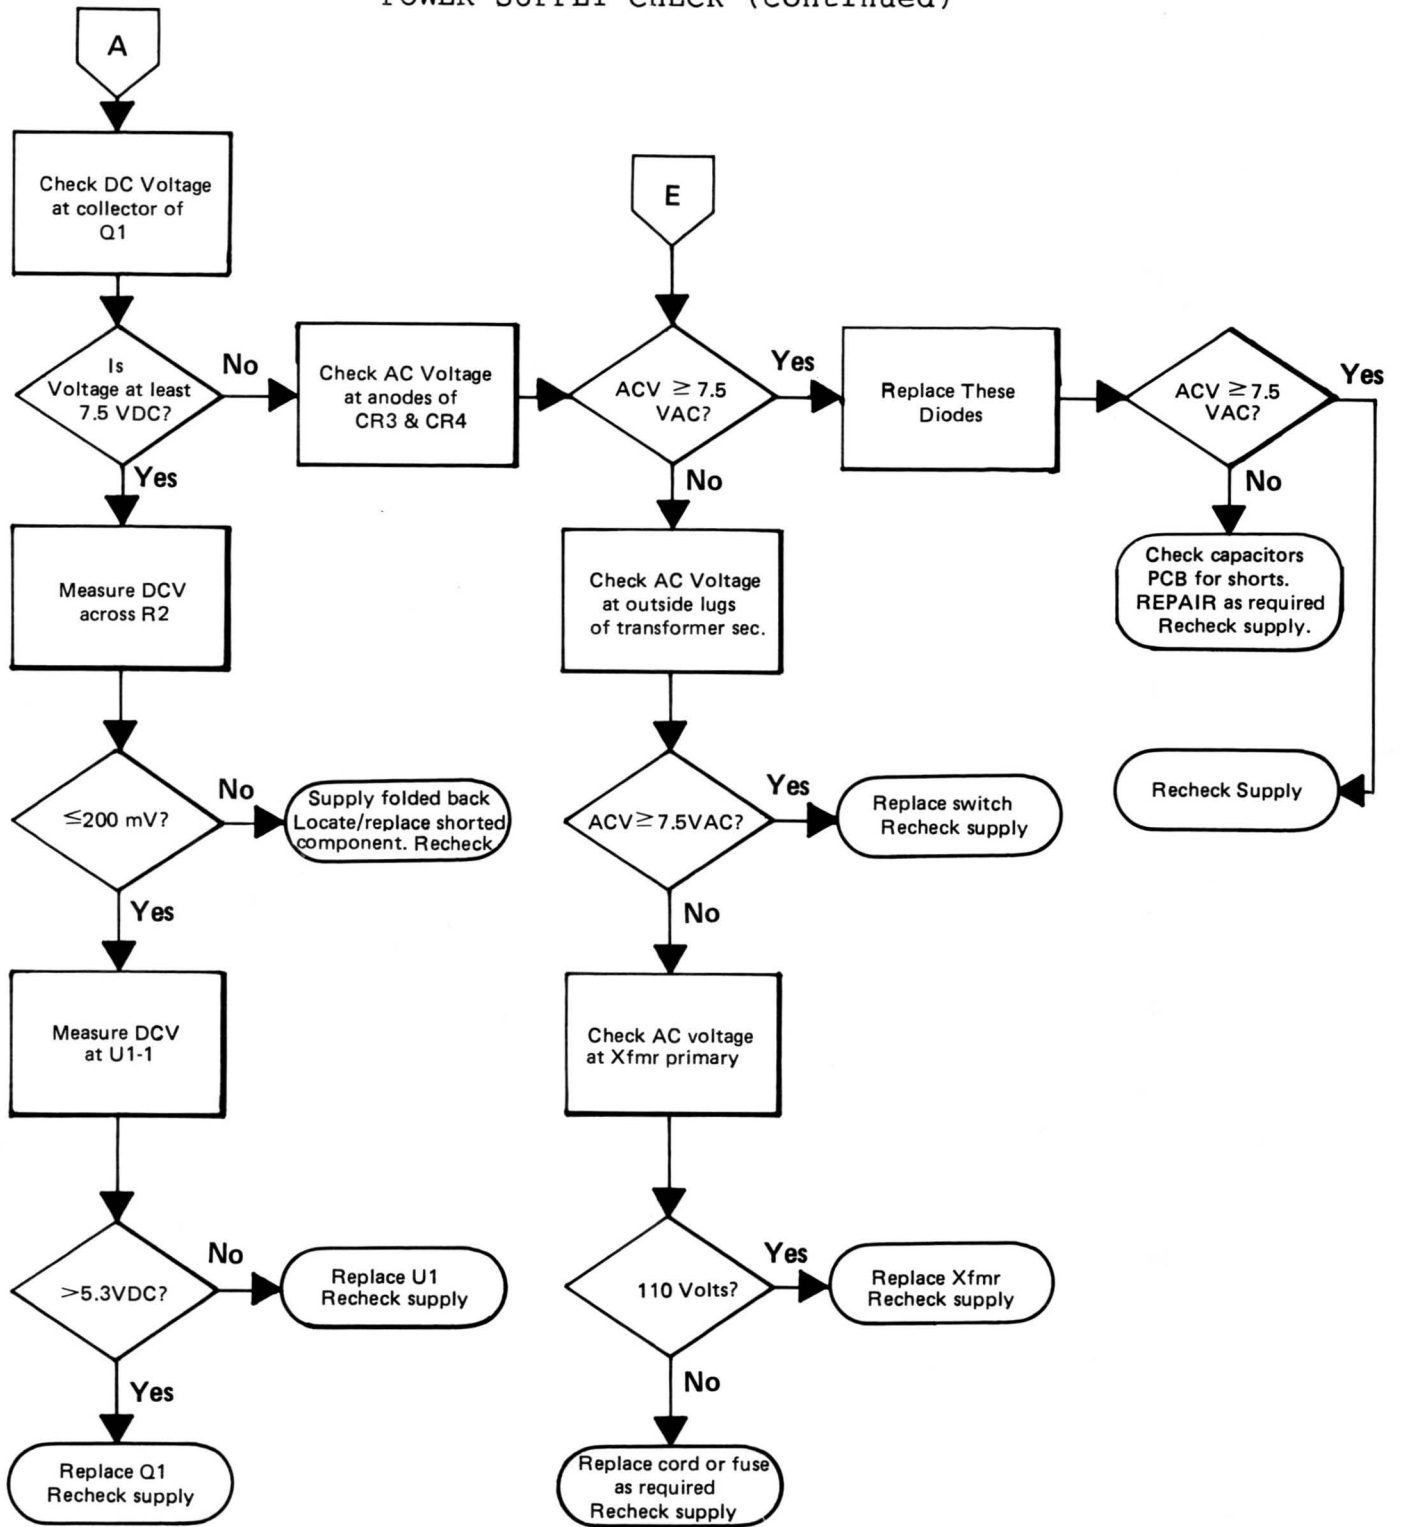 POWER SUPPLY CHECK (Continued)
A
Check DC Voltage
at collector of
Q1
Is
Voltage at least
7.5 VDC?
No
Yes
Measure DCV
across R2
≤200 mV?
No
Supply folded back
Locate/replace shorted
component. Recheck
Yes
Measure DCV
at U1-1
>5.3VDC?
No
Replace U1
Recheck supply
Yes
Replace Q1
Recheck supply
Check AC Voltage
at anodes of
CR3 & CR4
E
ACV ≥ 7.5
VAC?
Yes
No
Replace These
Diodes
ACV ≥ 7.5
VAC?
Yes
No
Check capacitors
PCB for shorts.
REPAIR as required
Recheck supply.
Recheck Supply
Check AC Voltage
at outside lugs
of transformer sec.
ACV≥7.5VAC?
Yes
Replace switch
Recheck supply
No
Check AC voltage
at Xfmr primary
110 Volts?
Yes
Replace Xfmr
Recheck supply
No
Replace cord or fuse
as required
Recheck supply